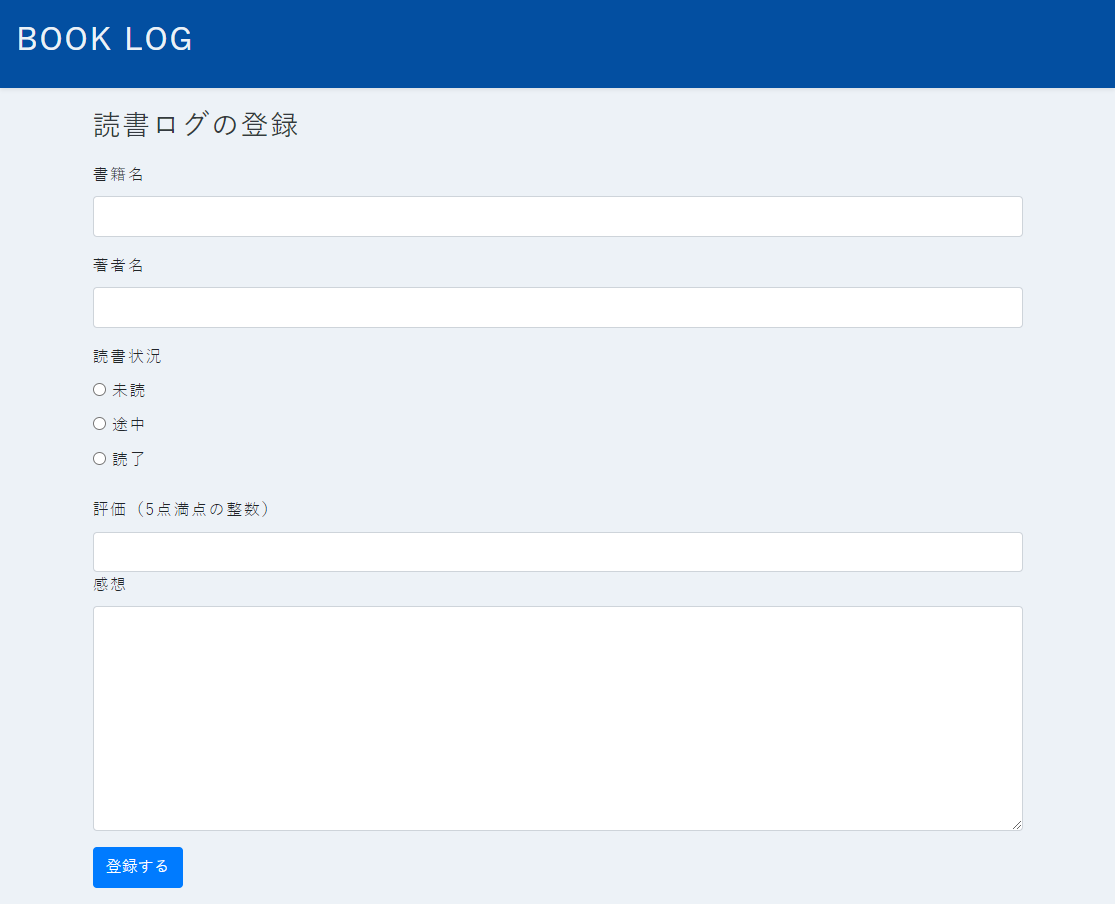 BOOK LOG
読書ログの登録
書籍名
著者名
読書状況
未読
途中
読了
評価（5点満点の整数）
感想
登録する